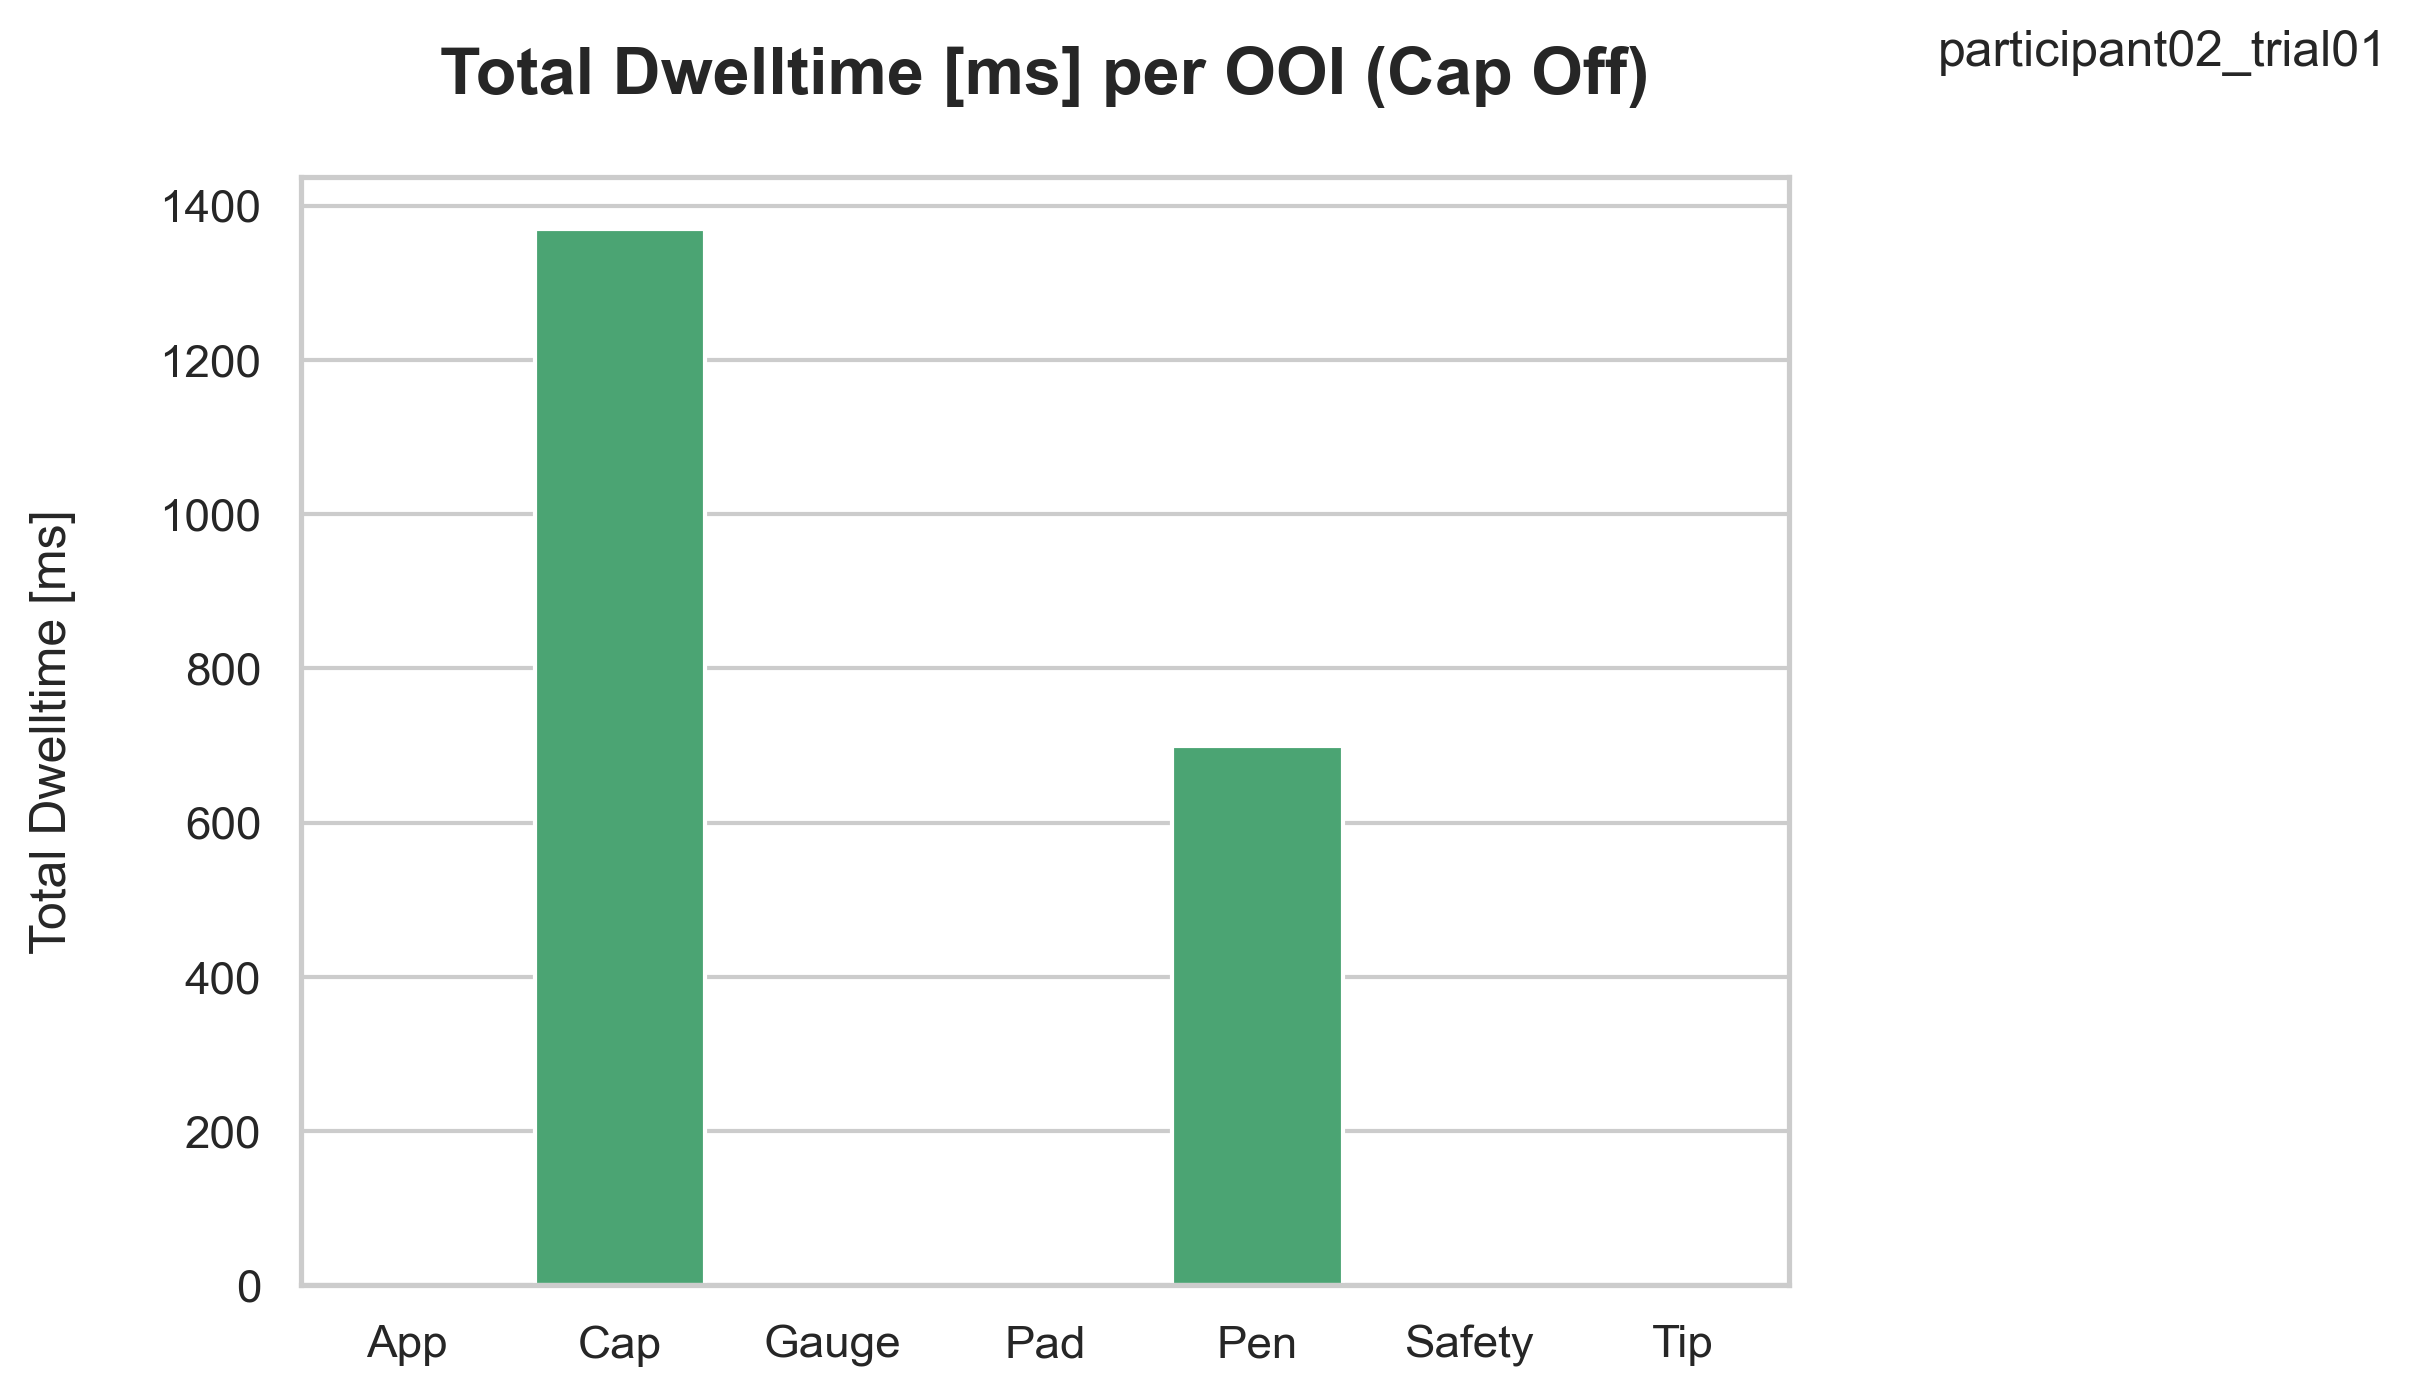 Total Dwelltime [ms] per OOI (Cap Off)
participant02_trial01
Total Dwelltime [ms]
1400
1200
1000
800
600
400
200
0
App Cap Gauge Pad Pen Safety Tip